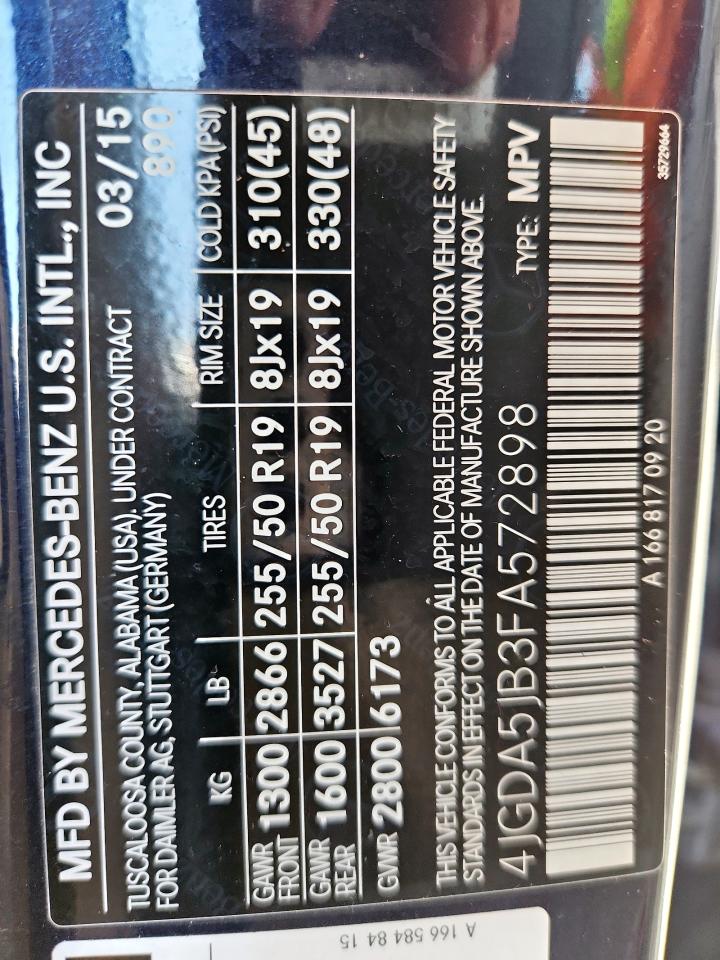 MFD BY MERCEDES-BENZ U.S. INTL., INC
TUSCALOOSA COUNTY, ALABAMA (USA), UNDER CONTRACT 03/15
FOR DAIMLER AG, STUTTGART (GERMANY) 890
KG LB TIRES RIM SIZE COLD KPA(PSI)
GAWR FRONT 1300 2866 255/50 R19 8Jx19 310(45)
GAWR REAR 1600 3527 255/50 R19 8Jx19 330(48)
GVWR 2800 6173
THIS VEHICLE CONFORMS TO ALL APPLICABLE FEDERAL MOTOR VEHICLE SAFETY
STANDARDS IN EFFECT ON THE DATE OF MANUFACTURE SHOWN ABOVE.
4JGDA5JB3FA572898 TYPE: MPV
A 166 817 09 20
35729664
A 166 584 84 15